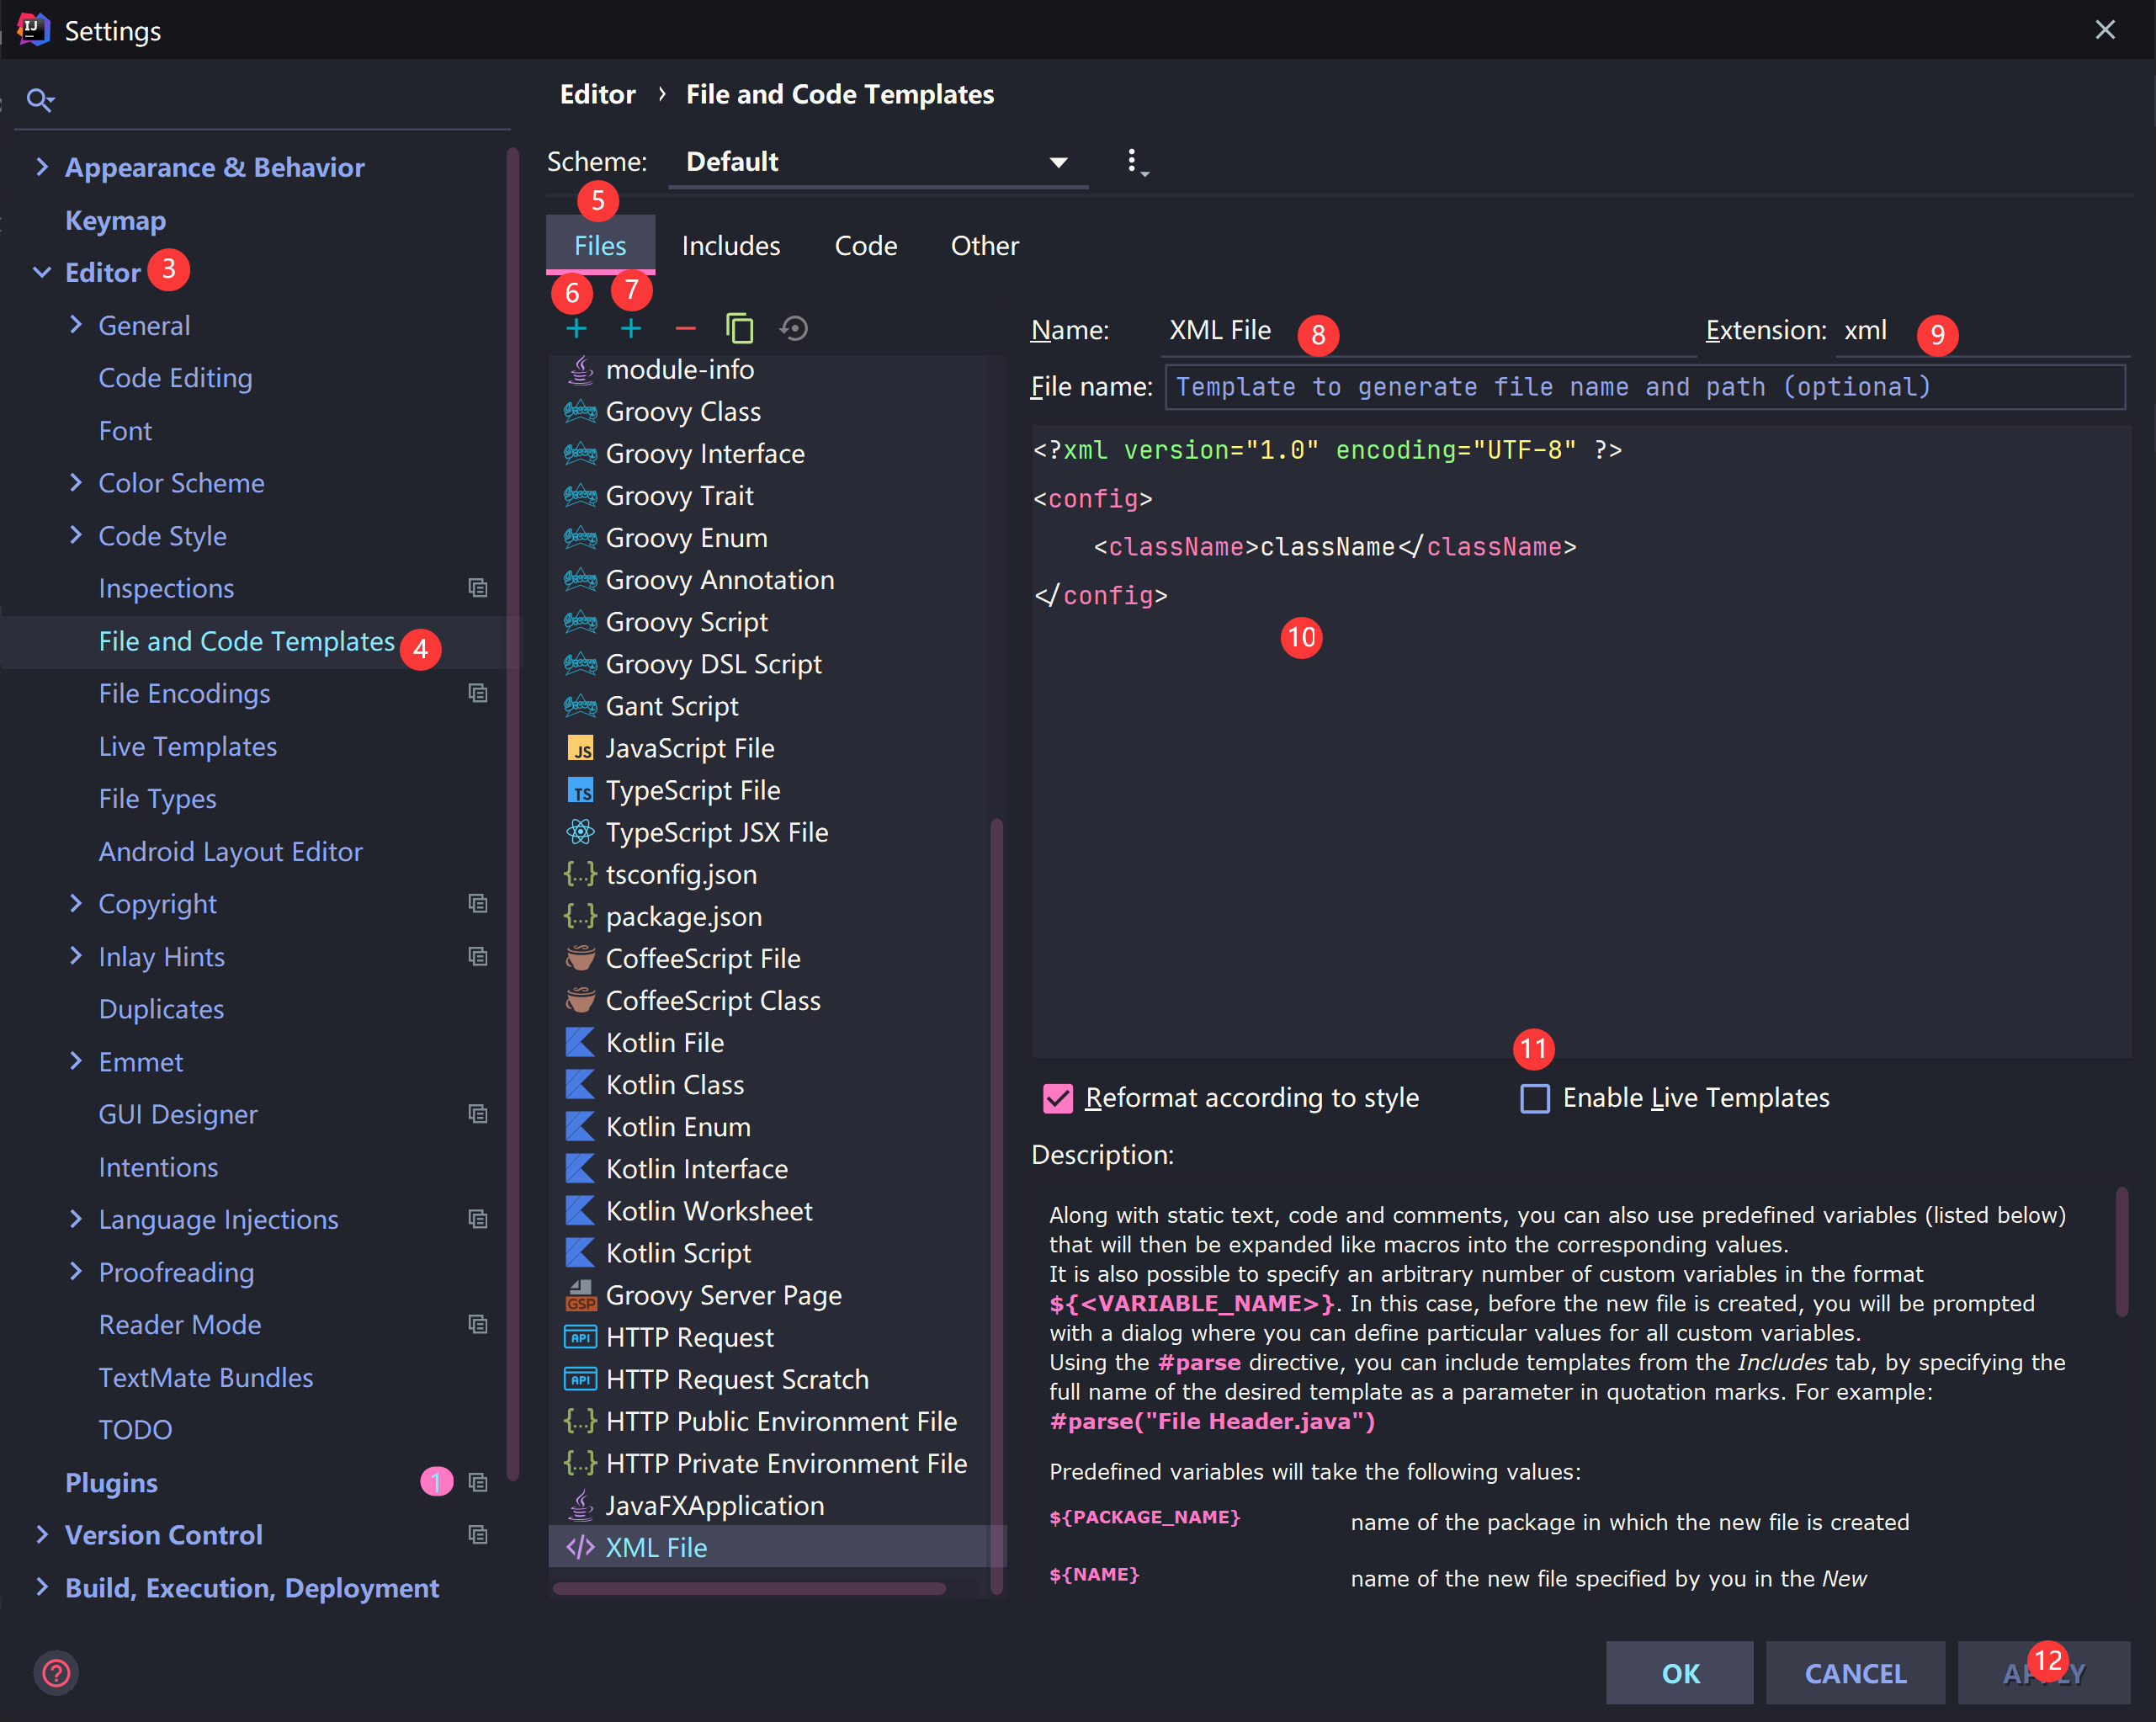 Settings
Appearance & Behavior
Keymap
Editor 3
General
Code Editing
Font
Color Scheme
Code Style
Inspections
File and Code Templates 4
File Encodings
Live Templates
File Types
Android Layout Editor
Copyright
Inlay Hints
Duplicates
Emmet
GUI Designer
Intentions
Language Injections
Proofreading
Reader Mode
TextMate Bundles
TODO
Plugins 1
Version Control
Build, Execution, Deployment
Editor › File and Code Templates
Scheme: Default
5
Files Includes Code Other
6 7
module-info
Groovy Class
Groovy Interface
Groovy Trait
Groovy Enum
Groovy Annotation
Groovy Script
Groovy DSL Script
Gant Script
JS JavaScript File
TS TypeScript File
TypeScript JSX File
{...} tsconfig.json
{...} package.json
CoffeeScript File
CoffeeScript Class
Kotlin File
Kotlin Class
Kotlin Enum
Kotlin Interface
Kotlin Worksheet
Kotlin Script
GSP Groovy Server Page
API HTTP Request
API HTTP Request Scratch
{...} HTTP Public Environment File
{...} HTTP Private Environment File
JavaFXApplication
</> XML File
Name: XML File 8 Extension: xml 9
File name: Template to generate file name and path (optional)
<?xml version="1.0" encoding="UTF-8" ?>
<config>
<className>className</className>
</config>
10
11
Reformat according to style Enable Live Templates
Description:
Along with static text, code and comments, you can also use predefined variables (listed below)
that will then be expanded like macros into the corresponding values.
It is also possible to specify an arbitrary number of custom variables in the format
${<VARIABLE_NAME>}. In this case, before the new file is created, you will be prompted
with a dialog where you can define particular values for all custom variables.
Using the #parse directive, you can include templates from the Includes tab, by specifying the
full name of the desired template as a parameter in quotation marks. For example:
#parse("File Header.java")
Predefined variables will take the following values:
${PACKAGE_NAME} name of the package in which the new file is created
${NAME} name of the new file specified by you in the New
? OK CANCEL APPLY 12